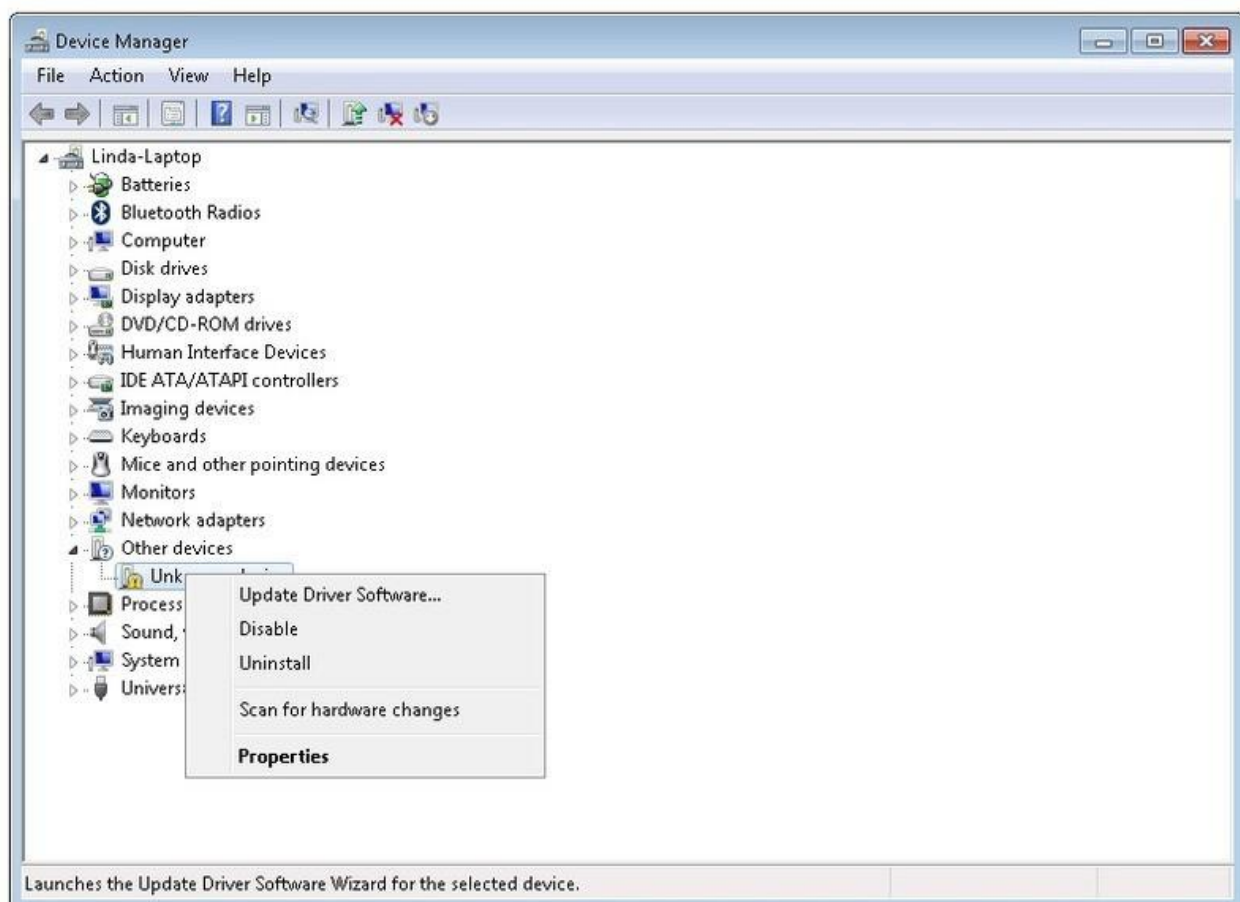 Device Manager
File Action View Help
Linda-Laptop
Batteries
Bluetooth Radios
Computer
Disk drives
Display adapters
DVD/CD-ROM drives
Human Interface Devices
IDE ATA/ATAPI controllers
Imaging devices
Keyboards
Mice and other pointing devices
Monitors
Network adapters
Other devices
Unk
Update Driver Software...
Process
Disable
Sound,
System
Uninstall
Univers
Scan for hardware changes
Properties
Launches the Update Driver Software Wizard for the selected device.